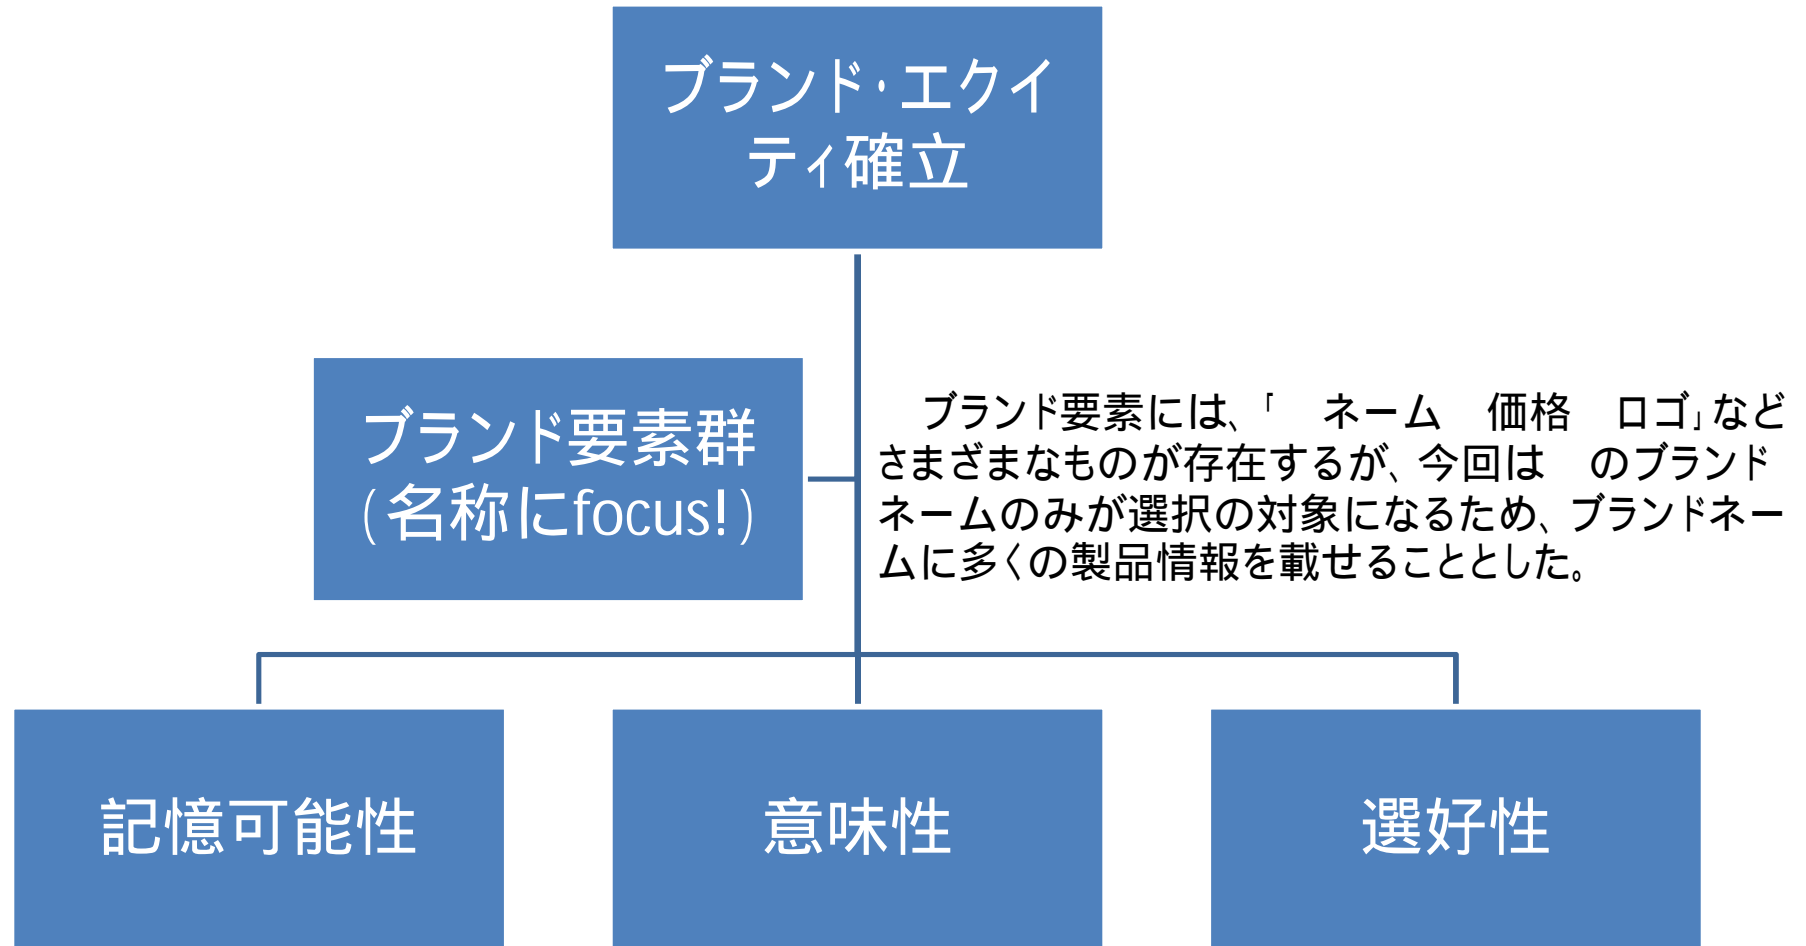 ブランド・エクイ
ティ確立
ブランド要素群
(名称にfocus!)
　ブランド要素には、「　ネーム　価格　ロゴ」など
さまざまなものが存在するが、今回は　のブランド
ネームのみが選択の対象になるため、ブランドネー
ムに多くの製品情報を載せることとした。
記憶可能性
意味性
選好性